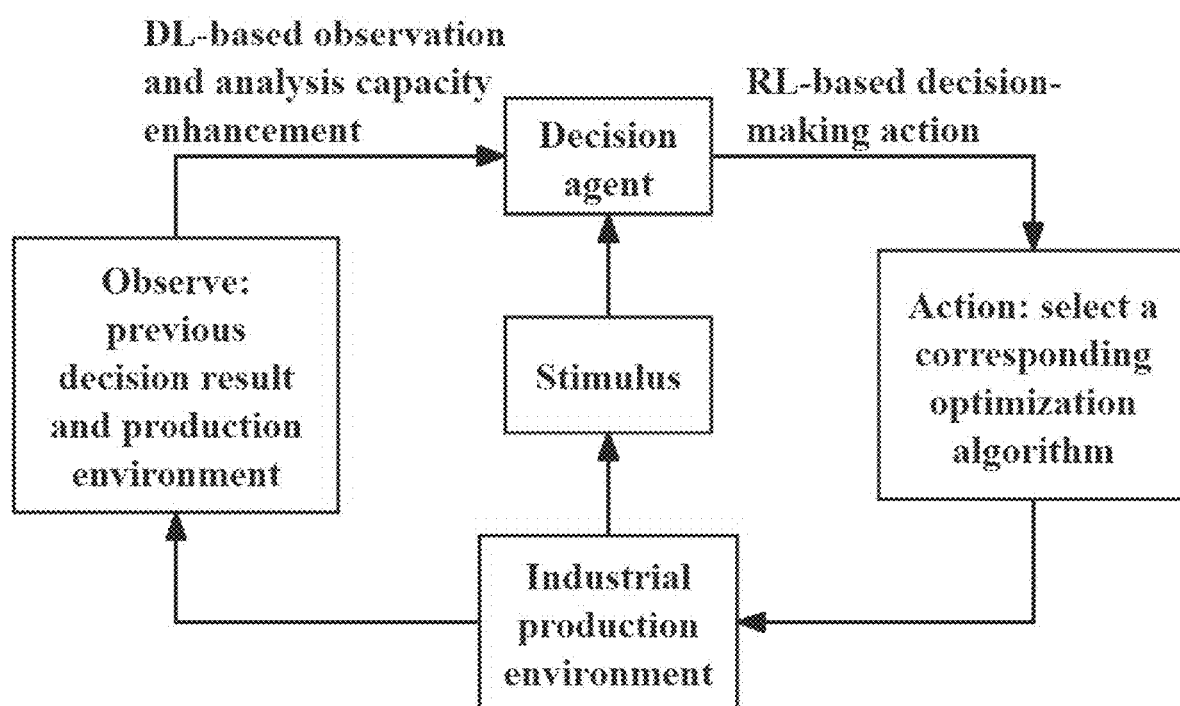 DL-based observation
and analysis capacity
enhancement
RL-based decision-
making action
Decision
agent
Observe:
previous
decision result
and production
environment
Stimulus
Action: select a
corresponding
optimization
algorithm
Industrial
production
environment